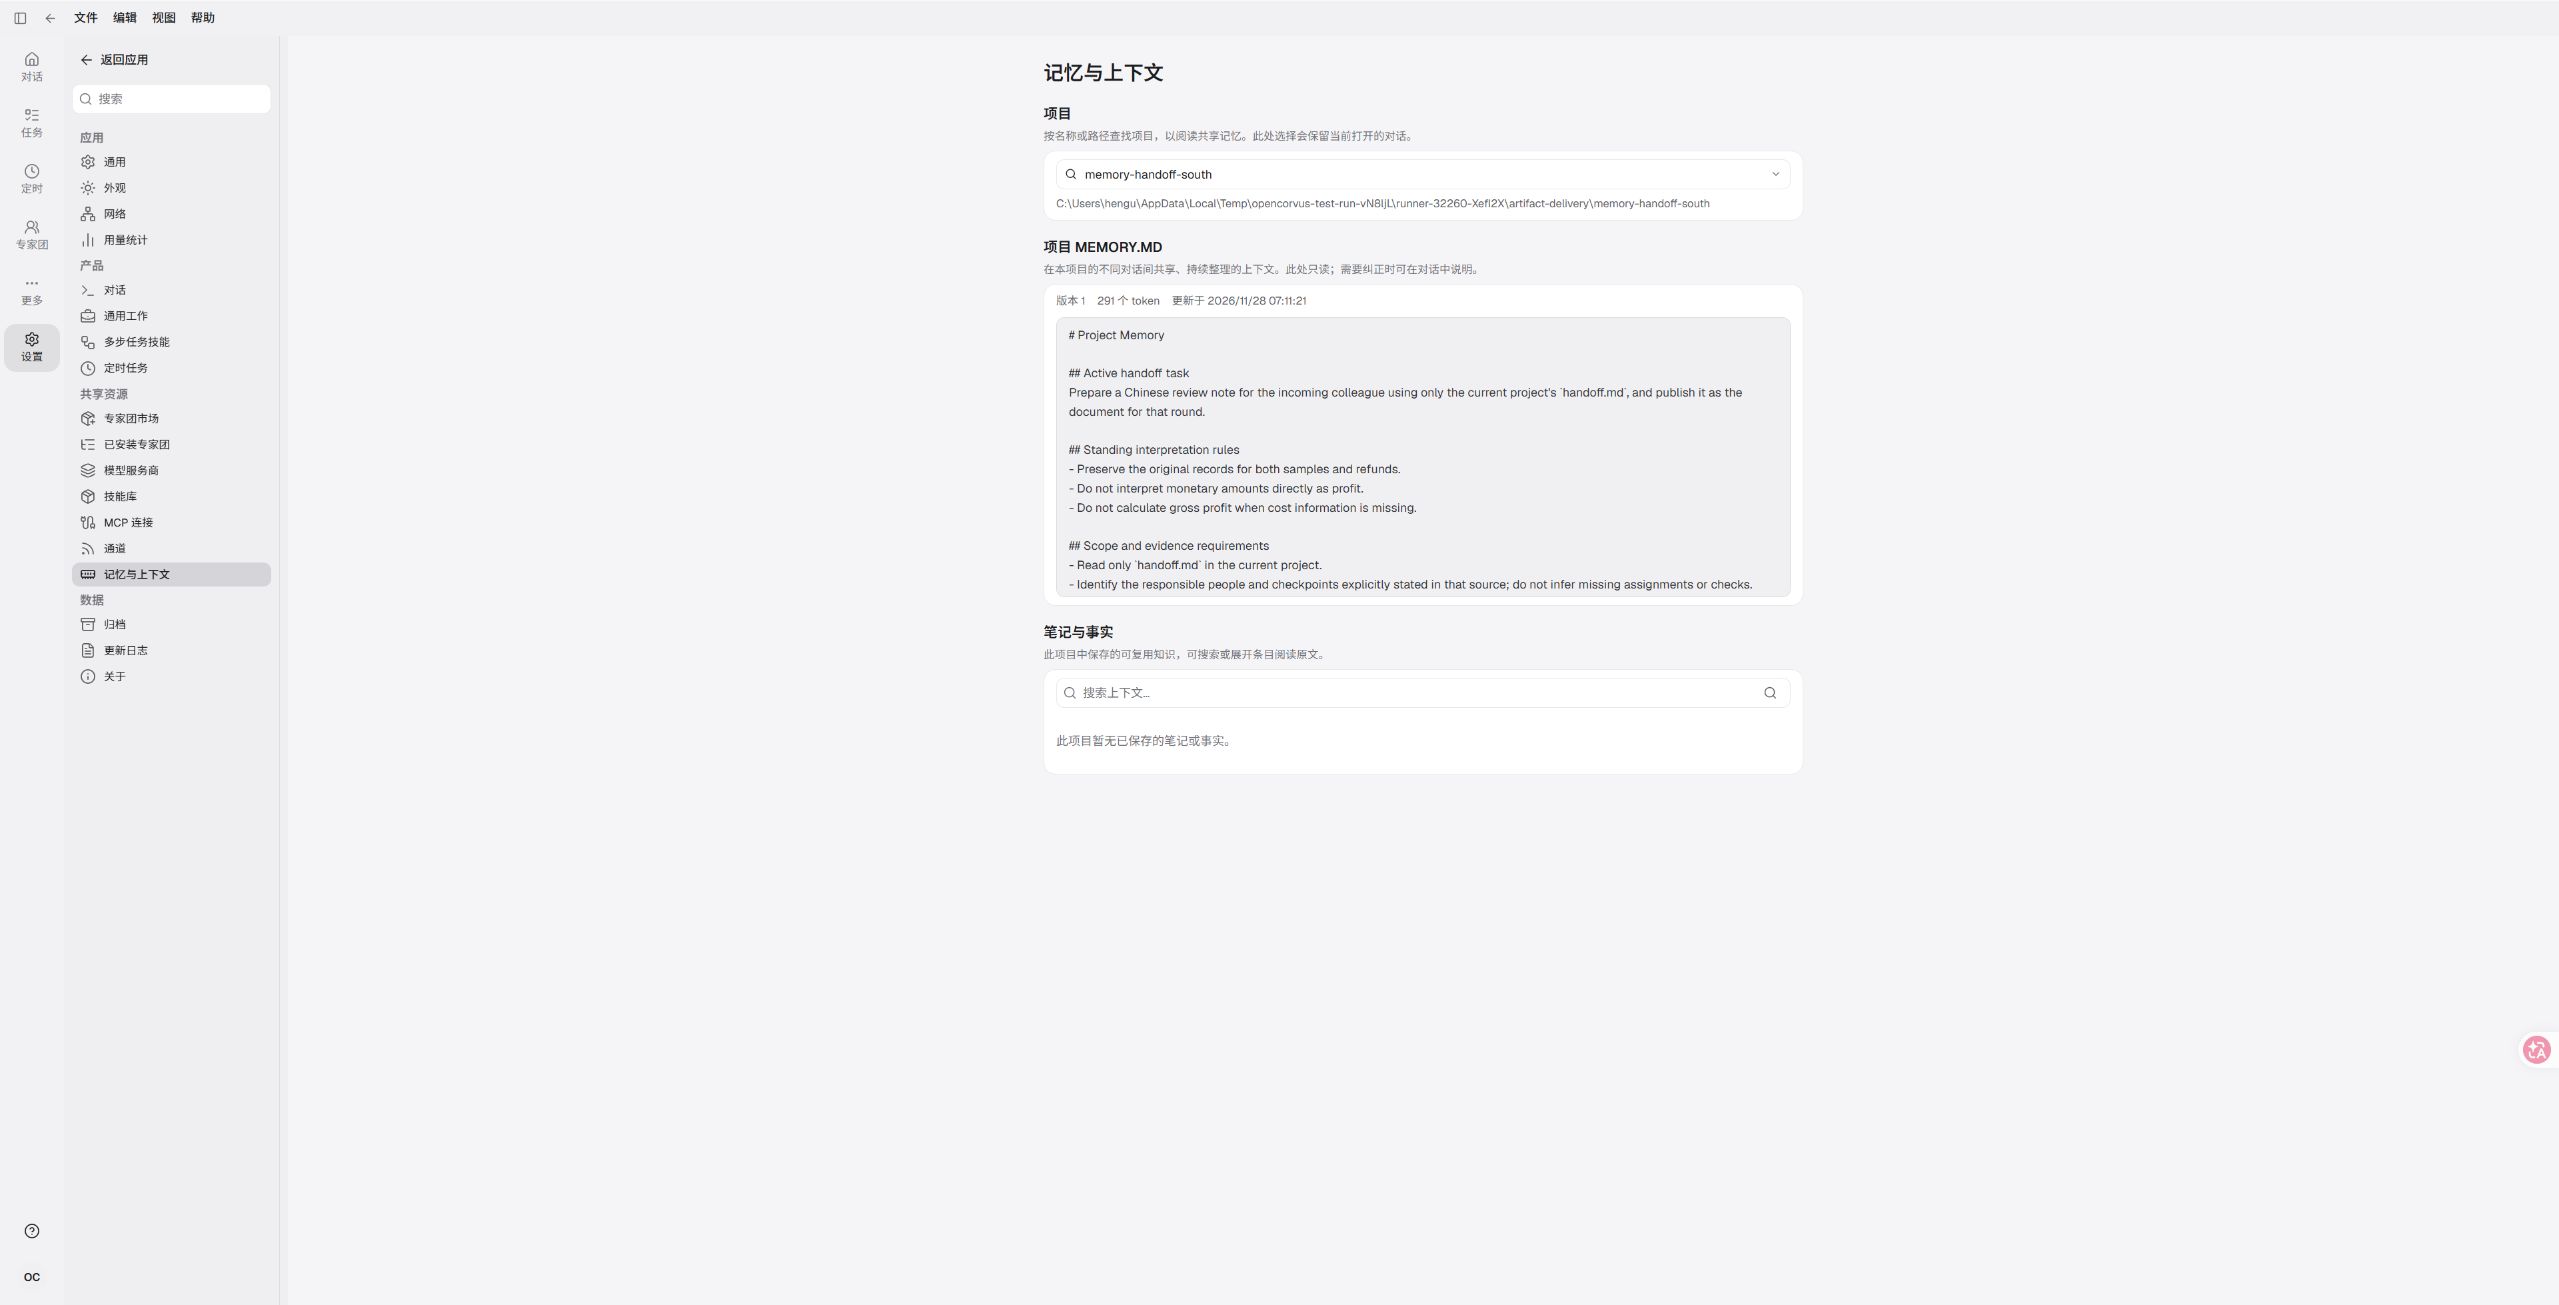 文件 编辑 视图 帮助
对话
任务
定时
专家团
更多
设置
OC
返回应用
搜索
应用
通用
外观
网络
用量统计
产品
对话
通用工作
多步任务技能
定时任务
共享资源
专家团市场
已安装专家团
模型服务商
技能库
MCP 连接
通道
记忆与上下文
数据
归档
更新日志
关于
记忆与上下文
项目
按名称或路径查找项目，以阅读共享记忆。此处选择会保留当前打开的对话。
memory-handoff-south
C:\Users\hengu\AppData\Local\Temp\opencorvus-test-run-vN8IjL\runner-32260-XefI2X\artifact-delivery\memory-handoff-south
项目 MEMORY.MD
在本项目的不同对话间共享、持续整理的上下文。此处只读；需要纠正时可在对话中说明。
版本 1 291 个 token 更新于 2026/11/28 07:11:21
# Project Memory
## Active handoff task
Prepare a Chinese review note for the incoming colleague using only the current project's `handoff.md`, and publish it as the
document for that round.
## Standing interpretation rules
- Preserve the original records for both samples and refunds.
- Do not interpret monetary amounts directly as profit.
- Do not calculate gross profit when cost information is missing.
## Scope and evidence requirements
- Read only `handoff.md` in the current project.
- Identify the responsible people and checkpoints explicitly stated in that source; do not infer missing assignments or checks.
笔记与事实
此项目中保存的可复用知识，可搜索或展开条目阅读原文。
搜索上下文...
此项目暂无已保存的笔记或事实。